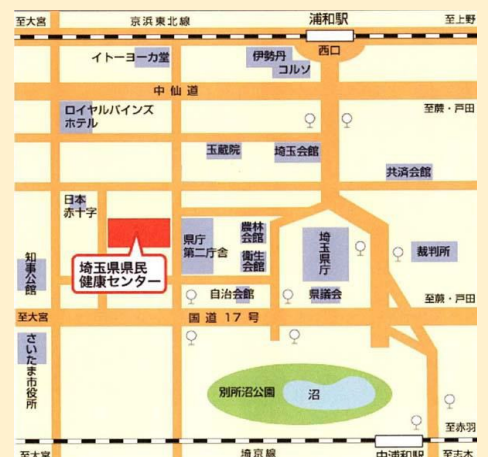 至大宮
京浜東北線
浦和駅
至上野
西口
イトーヨーカ堂
伊勢丹
コルソ
中仙道
ロイヤルパインズ
ホテル
至蕨・戸田
玉蔵院
埼玉会館
共済会館
日本
赤十字
県庁
第二庁舎
農林
会館
衛生
会館
埼玉県庁
裁判所
知事公館
埼玉県県民
健康センター
自治会館
県議会
至蕨・戸田
至大宮
国道17号
さいたま市役所
別所沼公園
沼
至赤羽
至大宮
埼京線
中浦和駅
至志木